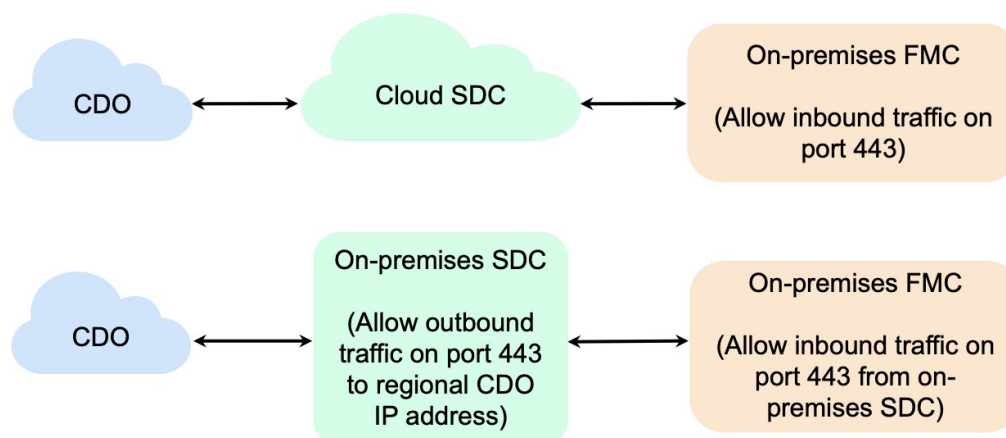 CDO
Cloud SDC
On-premises FMC
(Allow inbound traffic on
port 443)
CDO
On-premises SDC
(Allow outbound
traffic on port 443
to regional CDO
IP address)
On-premises FMC
(Allow inbound traffic on
port 443 from on-
premises SDC)